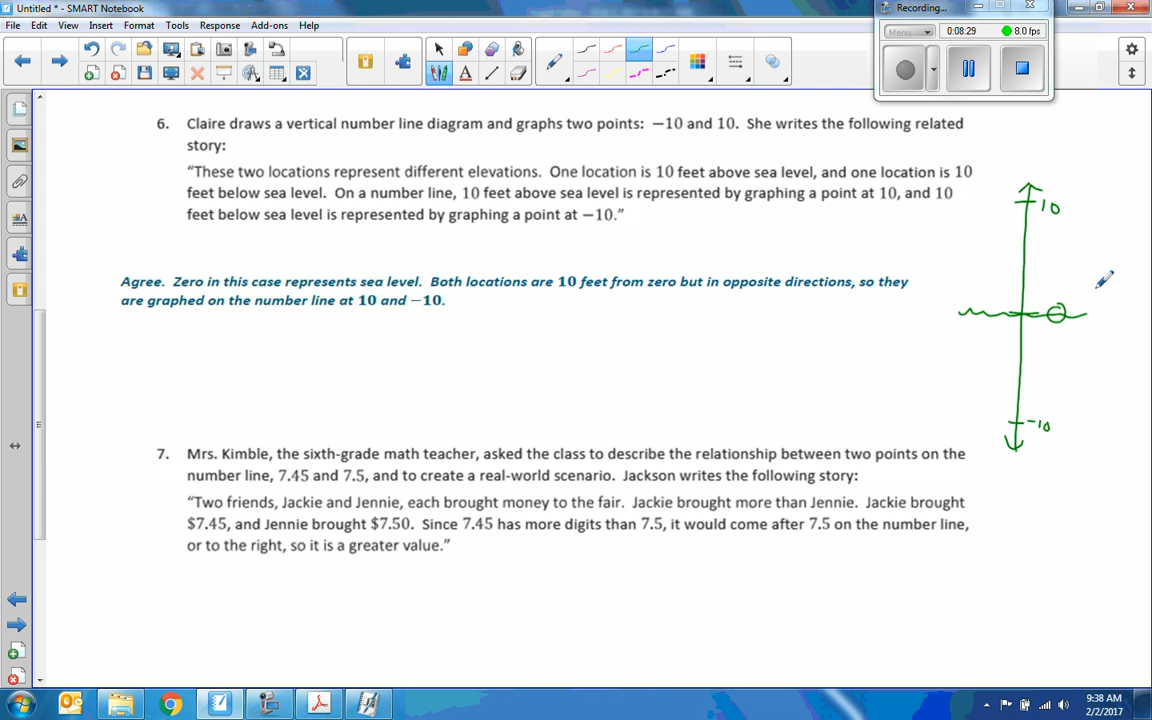 Untitled * - SMART Notebook
Recording...
File Edit View Insert Format Tools Response Add-ons Help
Menu
0:08:29
8.0 fps
6. Claire draws a vertical number line diagram and graphs two points: −10 and 10. She writes the following related
story:
“These two locations represent different elevations. One location is 10 feet above sea level, and one location is 10
feet below sea level. On a number line, 10 feet above sea level is represented by graphing a point at 10, and 10
feet below sea level is represented by graphing a point at −10.”
10
Agree. Zero in this case represents sea level. Both locations are 10 feet from zero but in opposite directions, so they
are graphed on the number line at 10 and −10.
-10
7. Mrs. Kimble, the sixth-grade math teacher, asked the class to describe the relationship between two points on the
number line, 7.45 and 7.5, and to create a real-world scenario. Jackson writes the following story:
“Two friends, Jackie and Jennie, each brought money to the fair. Jackie brought more than Jennie. Jackie brought
$7.45, and Jennie brought $7.50. Since 7.45 has more digits than 7.5, it would come after 7.5 on the number line,
or to the right, so it is a greater value.”
9:38 AM
2/2/2017